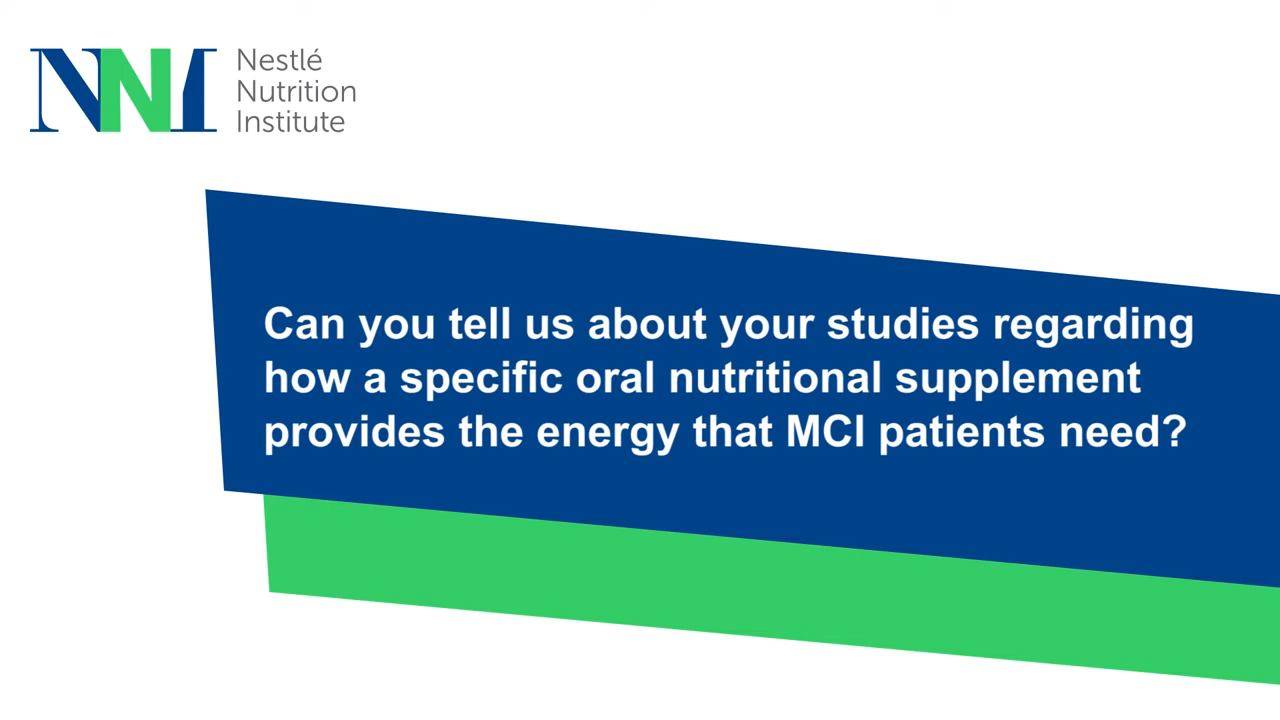 NNI
Nestlé
Nutrition
Institute
Can you tell us about your studies regarding
how a specific oral nutritional supplement
provides the energy that MCI patients need?